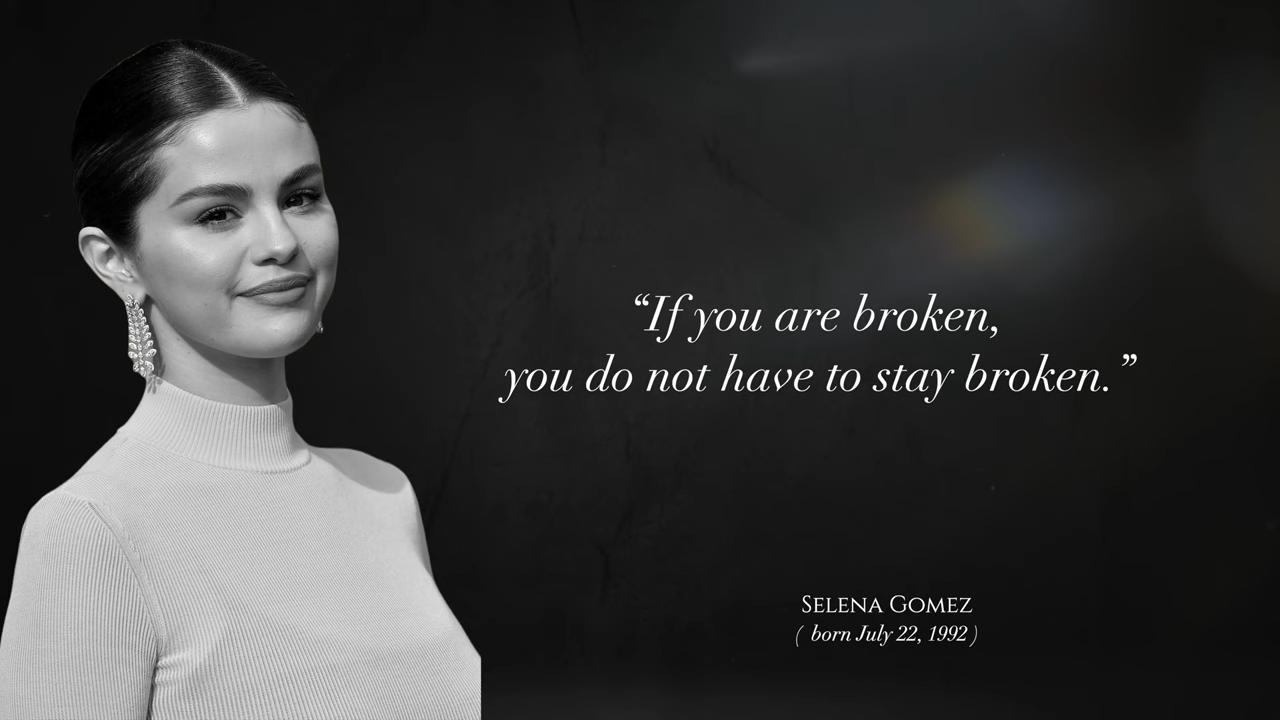 “If you are broken,
you do not have to stay broken.”
Selena Gomez
( born July 22, 1992 )